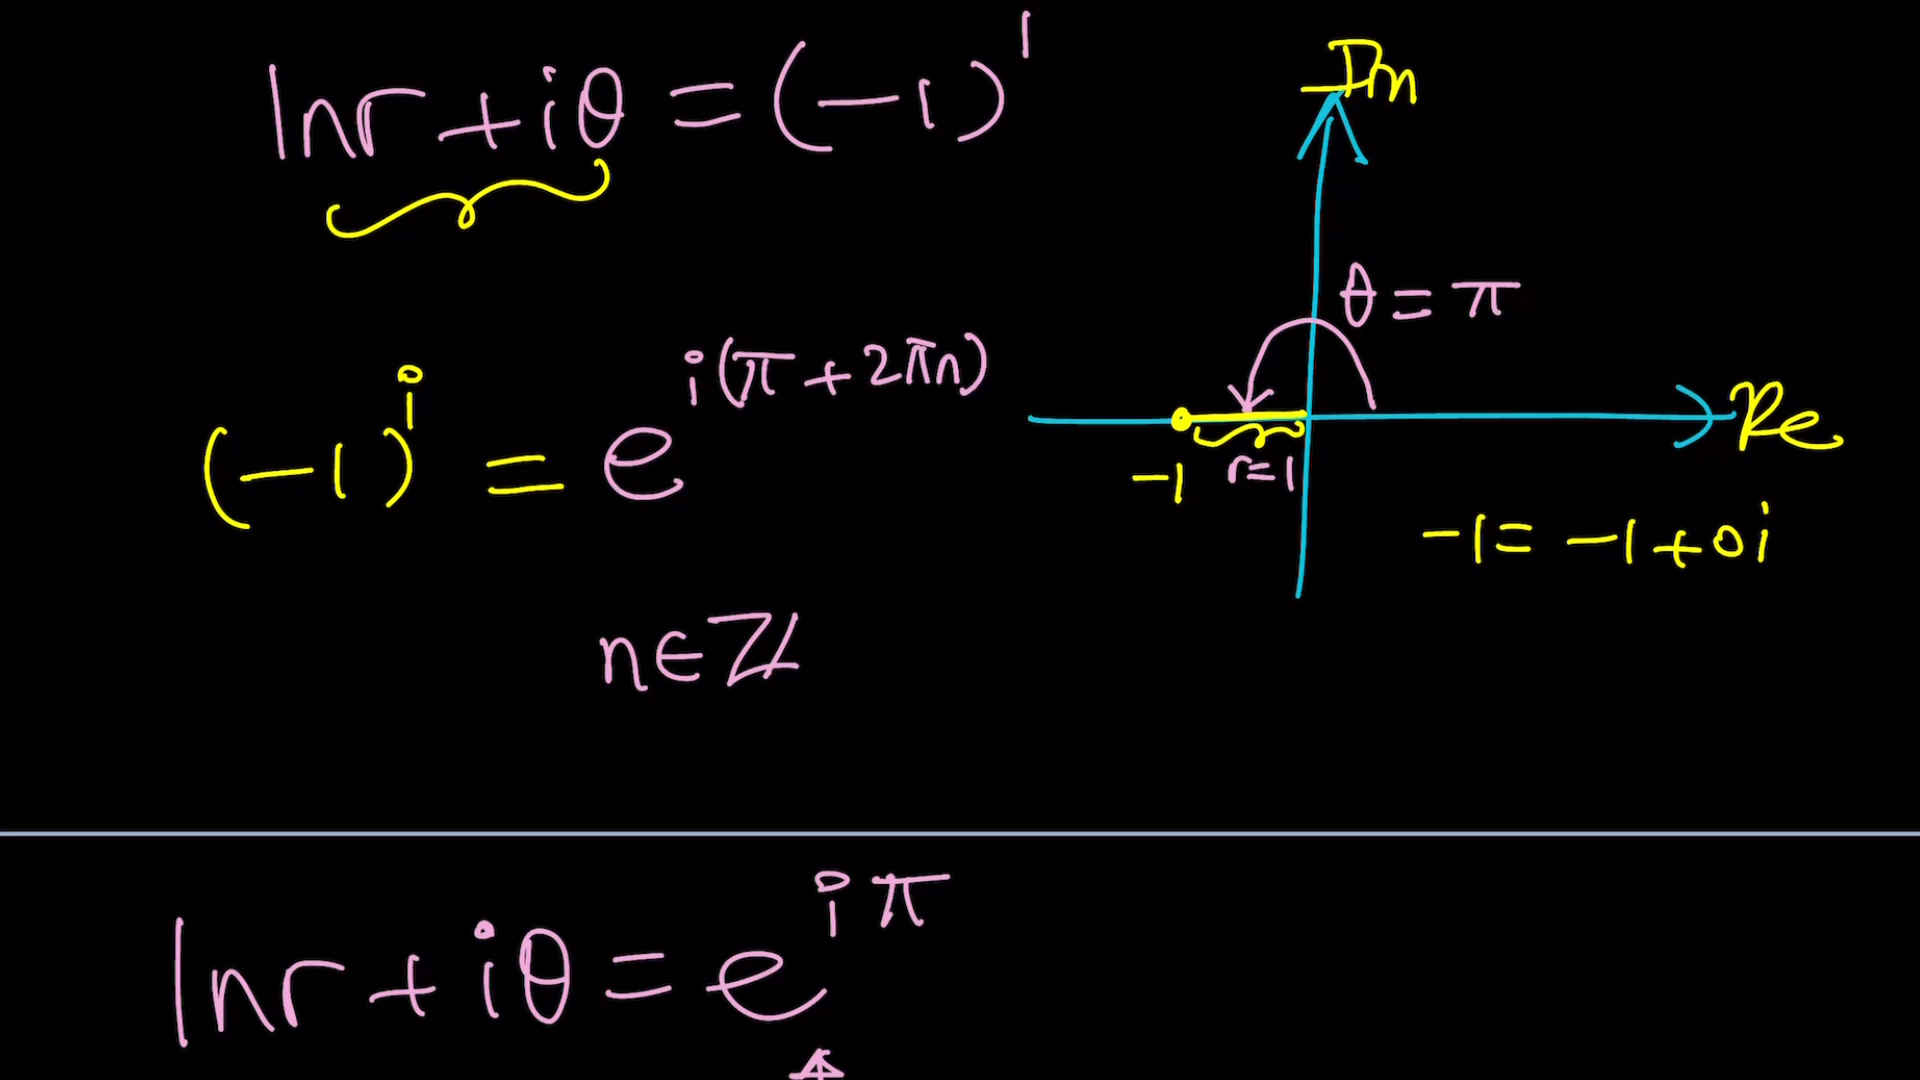 ln r + iθ = (-1)^i
Im
θ = π
(-1)^i = e^{i(π + 2πn)}
Re
-1
r=1
-1 = -1 + 0i
n∈ℤ
ln r + iθ = e^{iπ}